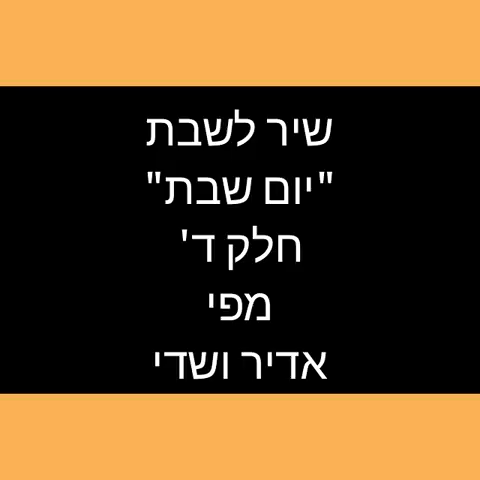 שיר לשבת
"יום שבת"
חלק ד'
מפי
אדיר ושדי